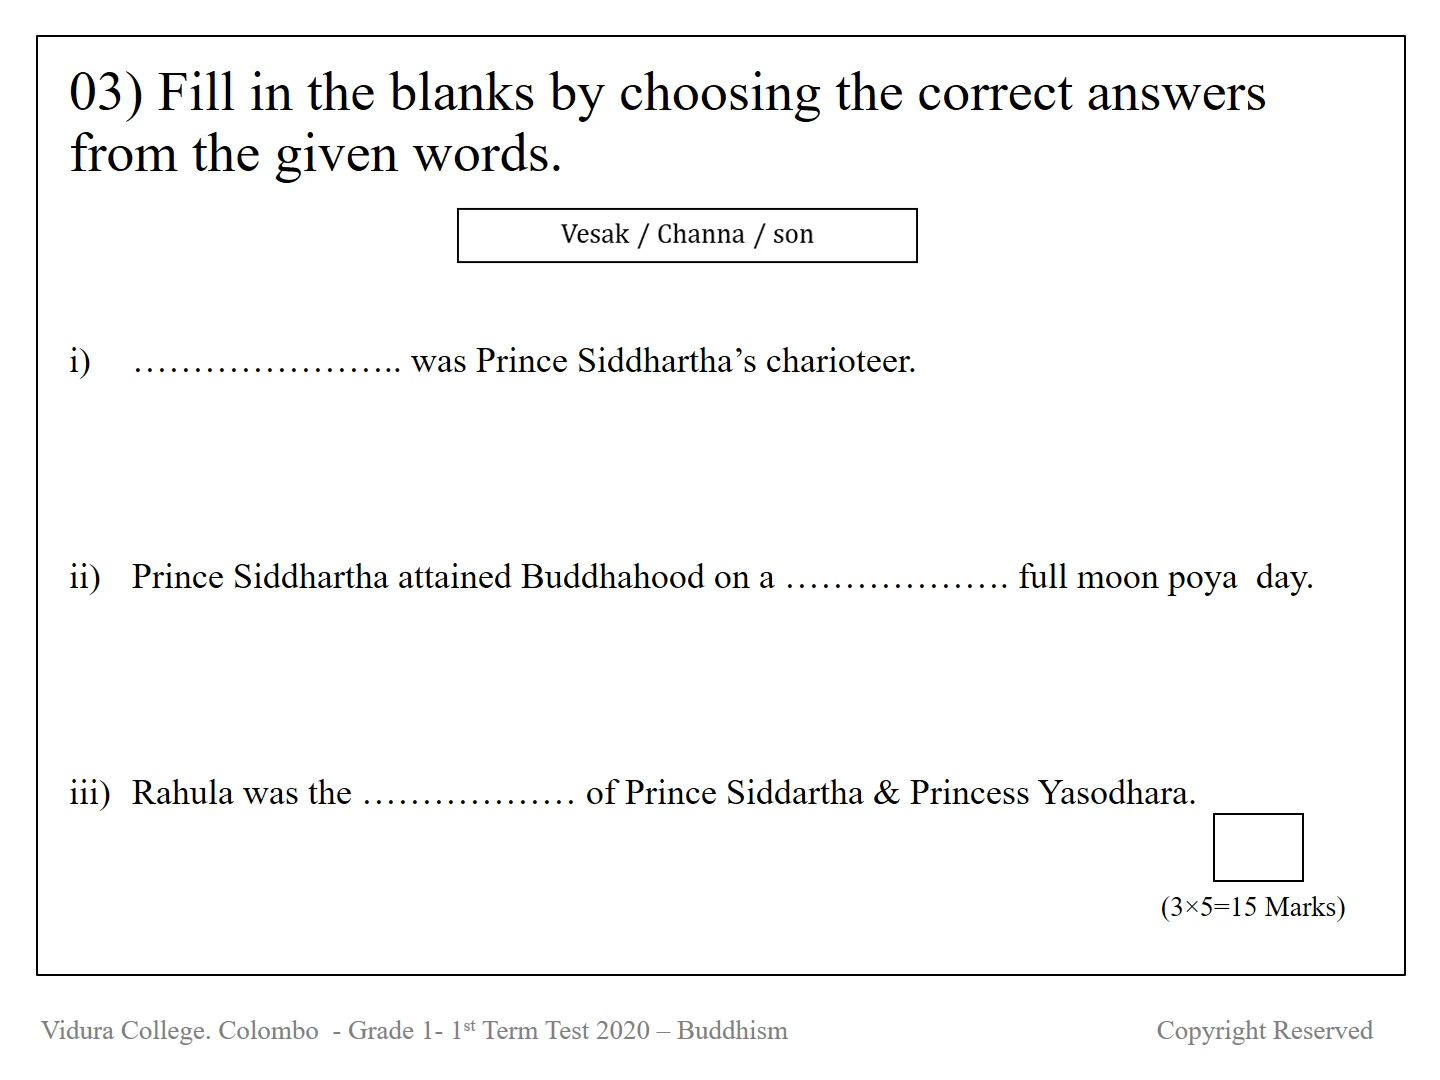 03) Fill in the blanks by choosing the correct answers
from the given words.
Vesak / Channa / son
i) ………………….. was Prince Siddhartha’s charioteer.
ii) Prince Siddhartha attained Buddhahood on a ………………. full moon poya  day.
iii) Rahula was the ……………… of Prince Siddartha & Princess Yasodhara.
(3×5=15 Marks)
Vidura College. Colombo  - Grade 1- 1st Term Test 2020 – Buddhism
Copyright Reserved